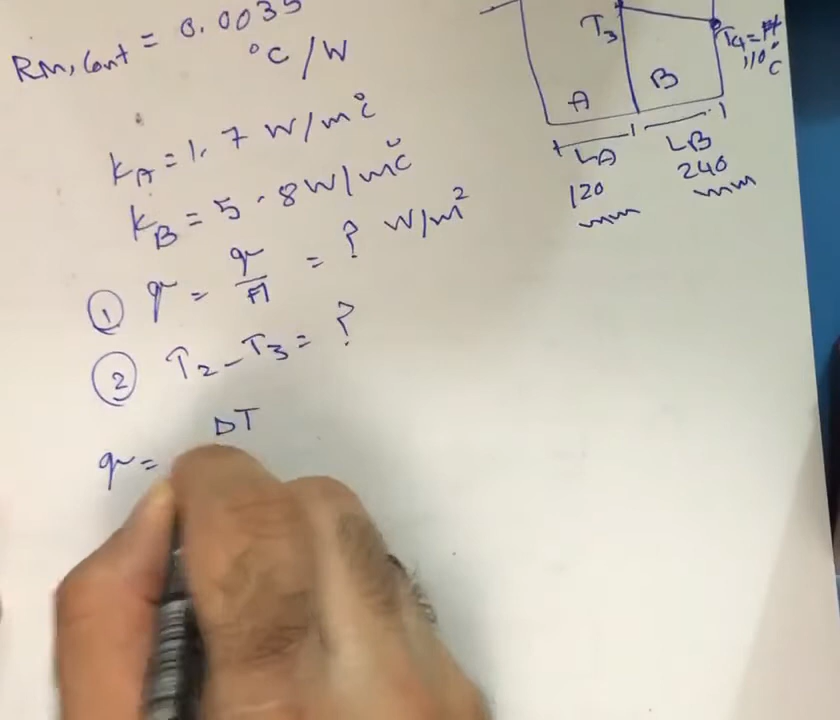 RM, Cont = 0.0035
°C/W
KA = 1.7 W/m°C
KB = 5.8 W/m°C
① q = q/A = ? W/m²
② T2 - T3 = ?
ΔT
q =
T3
T4 =
110°
C
A
B
LA
120
mm
LB
240
mm